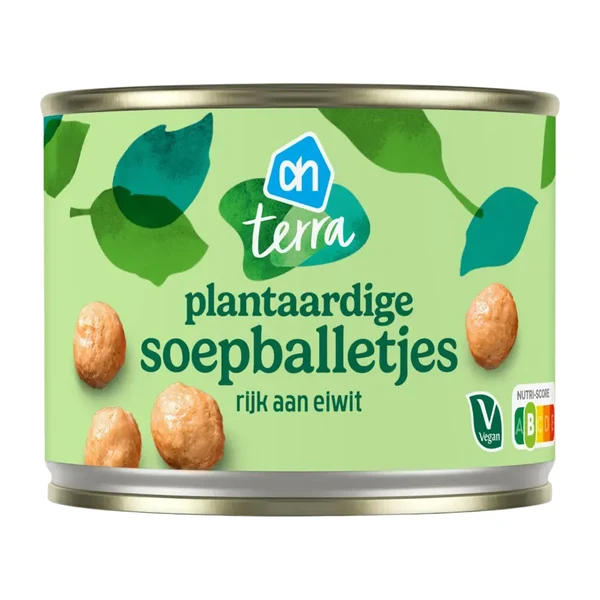 ah
terra
plantaardige
soepballetjes
rijk aan eiwit
V
Vegan
NUTRI-SCORE
A B C D E